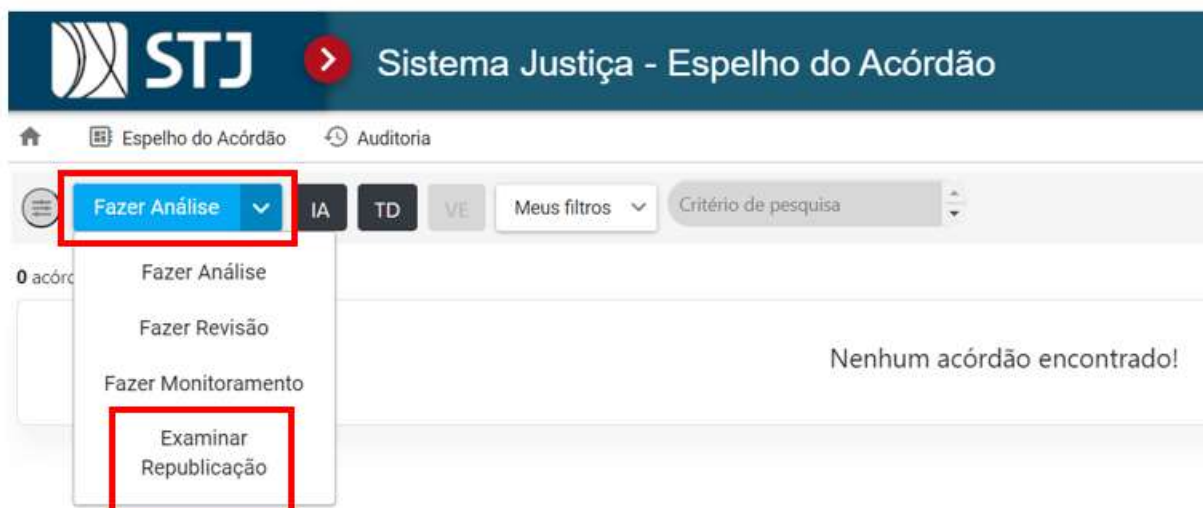 STJ
Sistema Justiça - Espelho do Acórdão
Espelho do Acórdão Auditoria
Fazer Análise IA TD VE Meus filtros Critério de pesquisa
0
Fazer Análise
Fazer Revisão
Nenhum acórdão encontrado!
Fazer Monitoramento
Examinar
Republicação